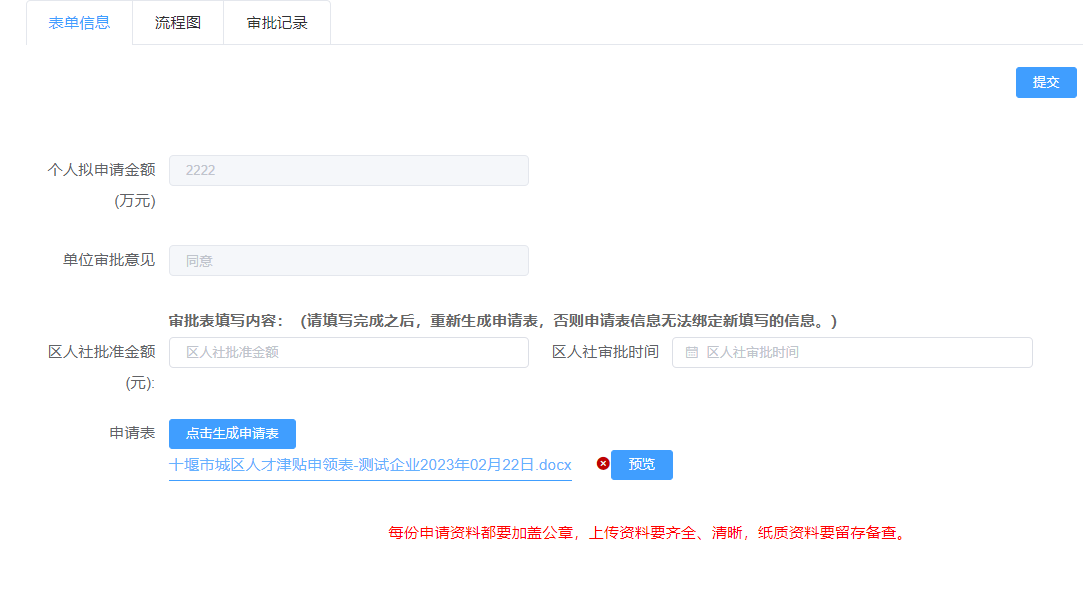 表单信息 流程图 审批记录
提交
个人拟申请金额 2222
(万元)
单位审批意见 同意
审批表填写内容：（请填写完成之后，重新生成申请表，否则申请表信息无法绑定新填写的信息。）
区人社批准金额 区人社批准金额 区人社审批时间 区人社审批时间
(元):
申请表 点击生成申请表
十堰市城区人才津贴申领表-测试企业2023年02月22日.docx 预览
每份申请资料都要加盖公章，上传资料要齐全、清晰，纸质资料要留存备查。